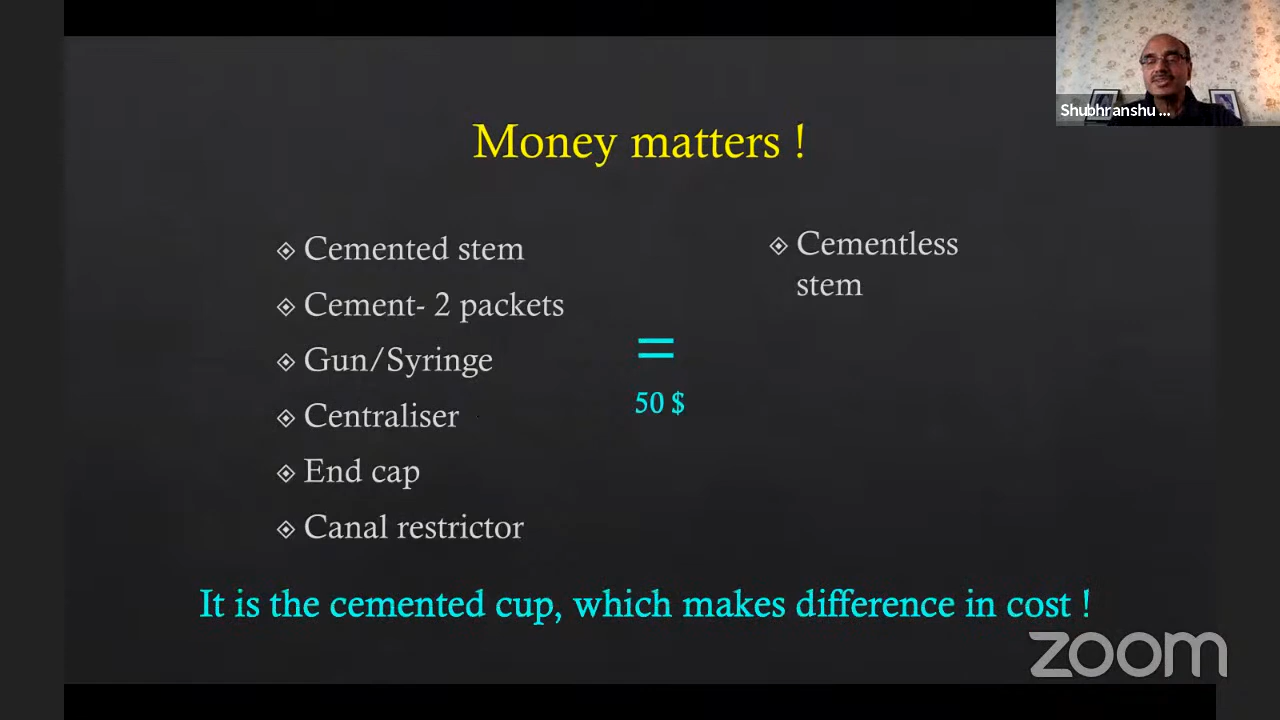 Shubhranshu ...
Money matters !
Cemented stem
Cement- 2 packets
Gun/Syringe
Centraliser
End cap
Canal restrictor
=
50 $
Cementless
stem
It is the cemented cup, which makes difference in cost !
zoom